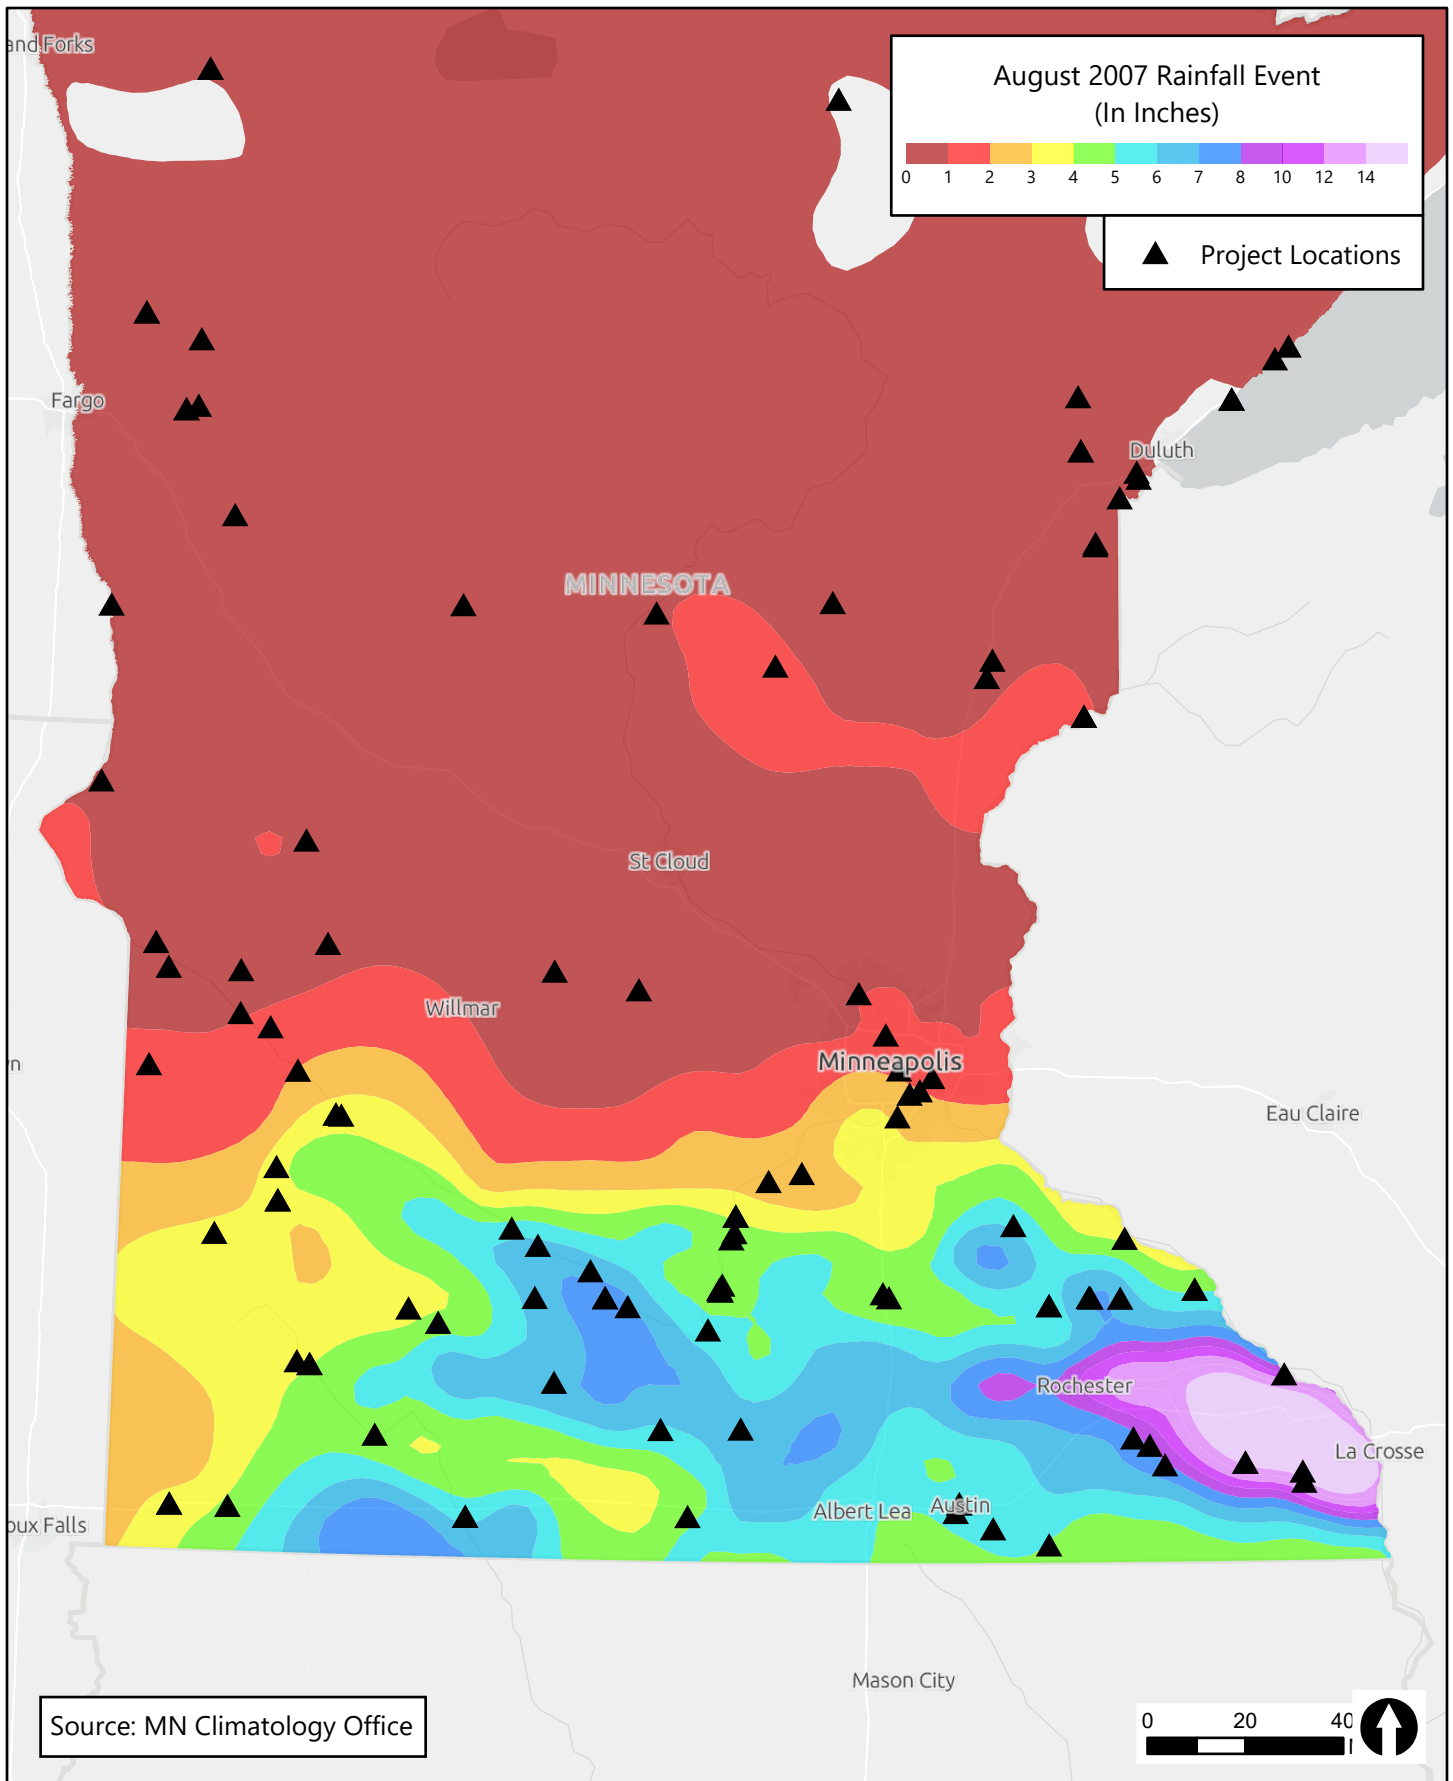 and Forks
August 2007 Rainfall Event
(In Inches)
0 1 2 3 4 5 6 7 8 10 12 14
Project Locations
Fargo
Duluth
MINNESOTA
St Cloud
Willmar
Minneapolis
n
Eau Claire
Rochester
La Crosse
Albert Lea
Austin
oux Falls
Mason City
Source: MN Climatology Office
0 20 40